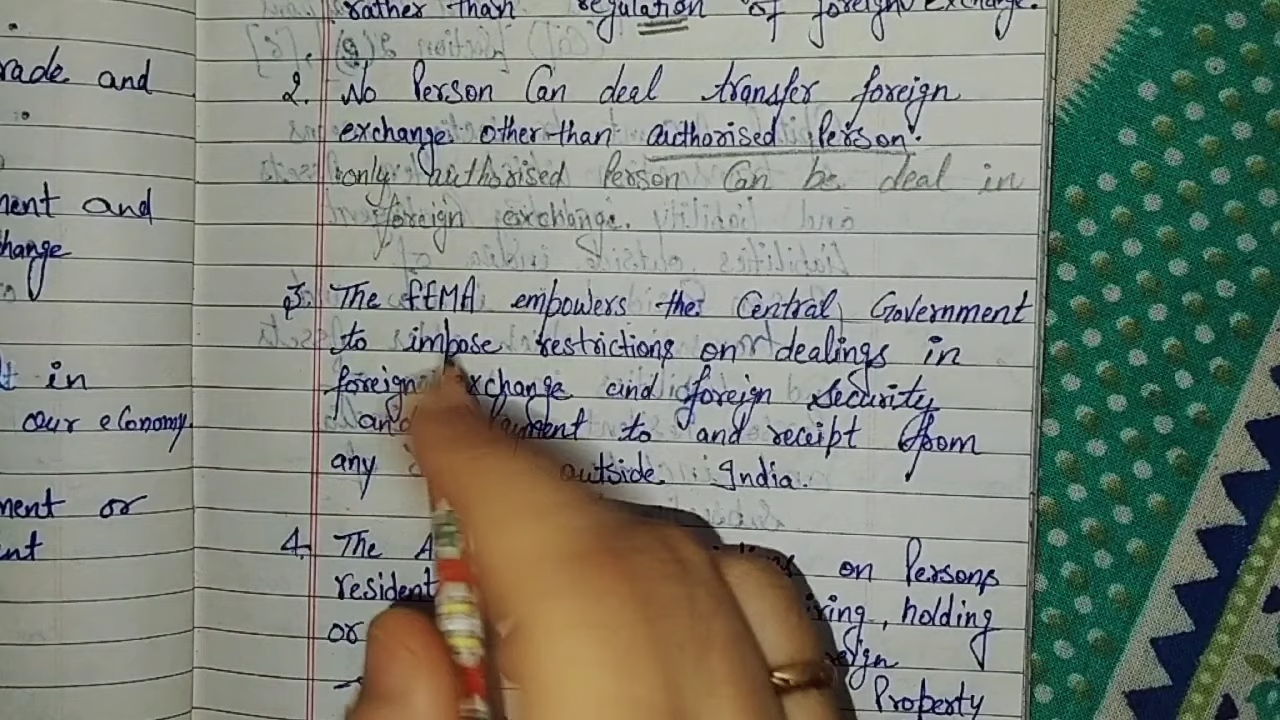 rade and
ment and
hange
t in
our economy
ment or
nt
rather than regulation of foreign exchange.
2. No Person Can deal transfer foreign
exchange other than authorised Person.
only authorised Person Can be deal in
foreign exchange.
3. The FEMA empowers the Central Government
to impose restrictions on dealings in
foreign exchange and foreign Security
and payment to and receipt from
any outside India.
4. The A on Persons
resident ring, holding
or
Property